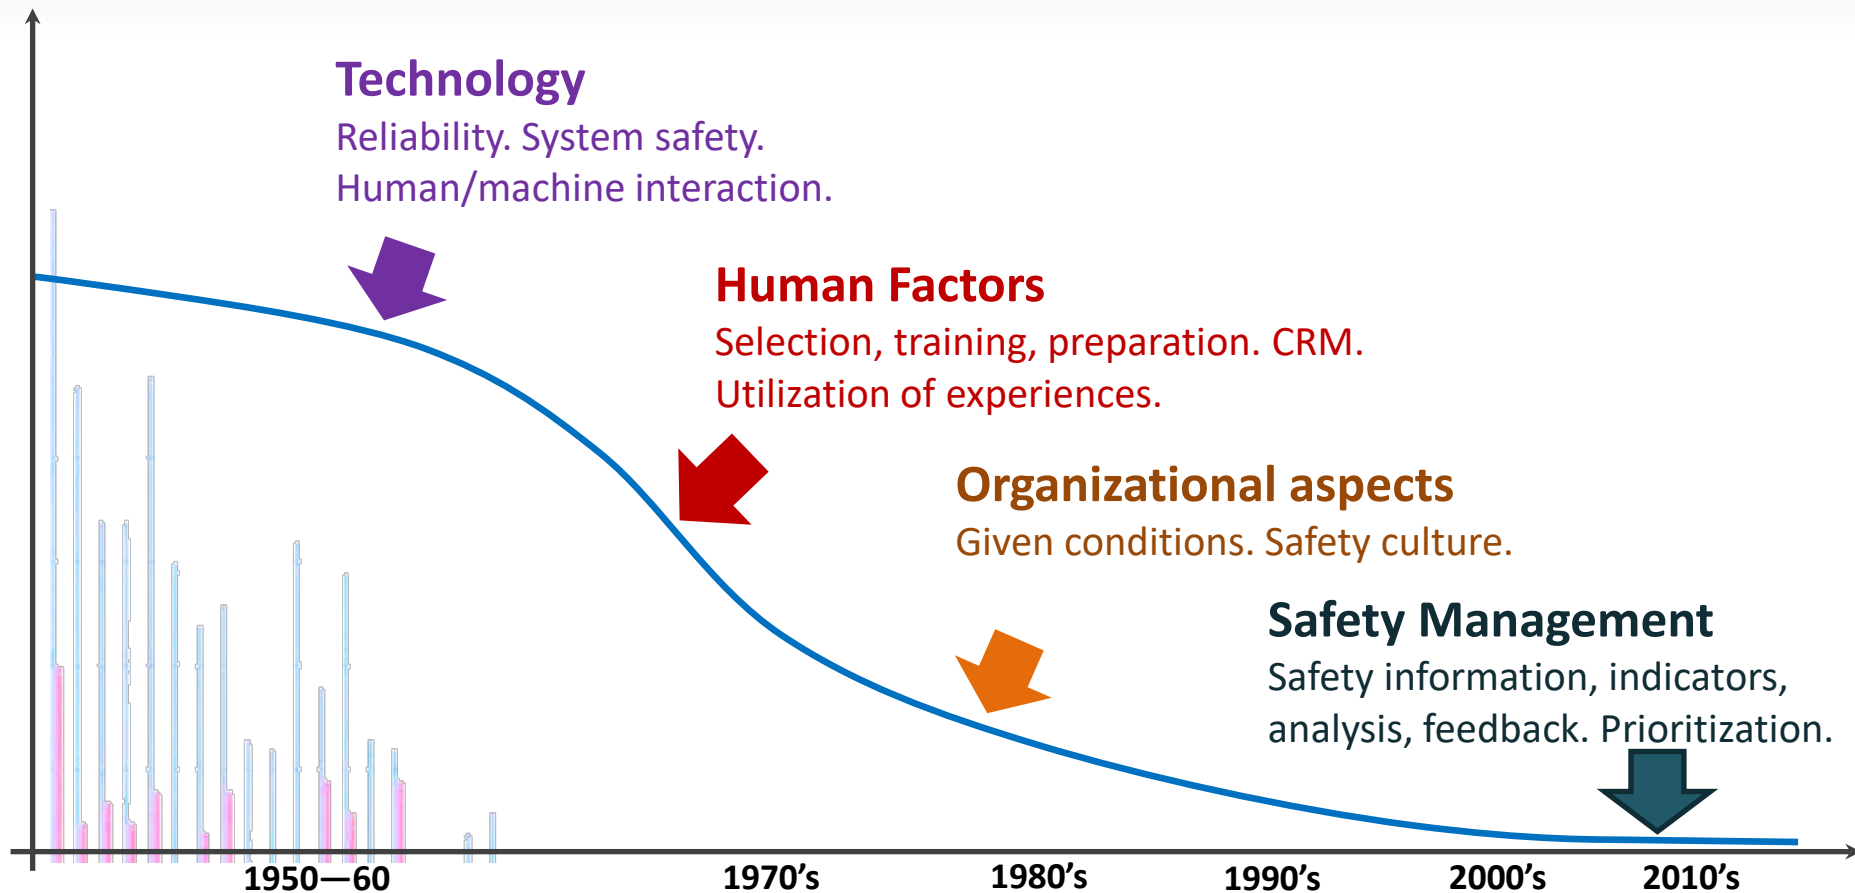 Technology
Reliability. System safety.
Human/machine interaction.
Human Factors
Selection, training, preparation. CRM.
Utilization of experiences.
Organizational aspects
Given conditions. Safety culture.
Safety Management
Safety information, indicators,
analysis, feedback. Prioritization.
1950—60 1970’s 1980’s 1990’s 2000’s 2010’s